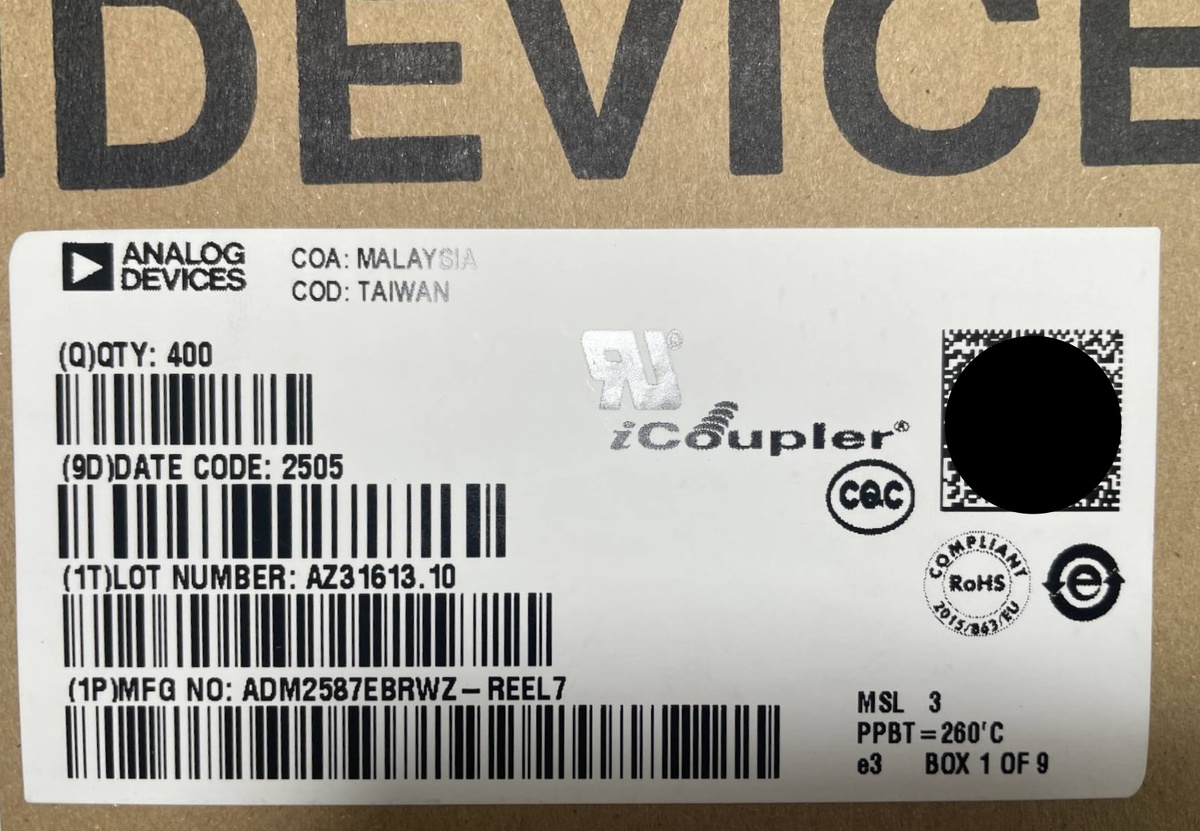 DEVICE
ANALOG
DEVICES
COA: MALAYSIA
COD: TAIWAN
(Q)QTY: 400
(9D)DATE CODE: 2505
(1T)LOT NUMBER: AZ31613.10
(1P)MFG NO: ADM2587EBRWZ-REEL7
RU®
iCoupler®
CQC
COMPLIANT
RoHS
2015/863/EU
e
MSL 3
PPBT=260'C
e3 BOX 1 OF 9